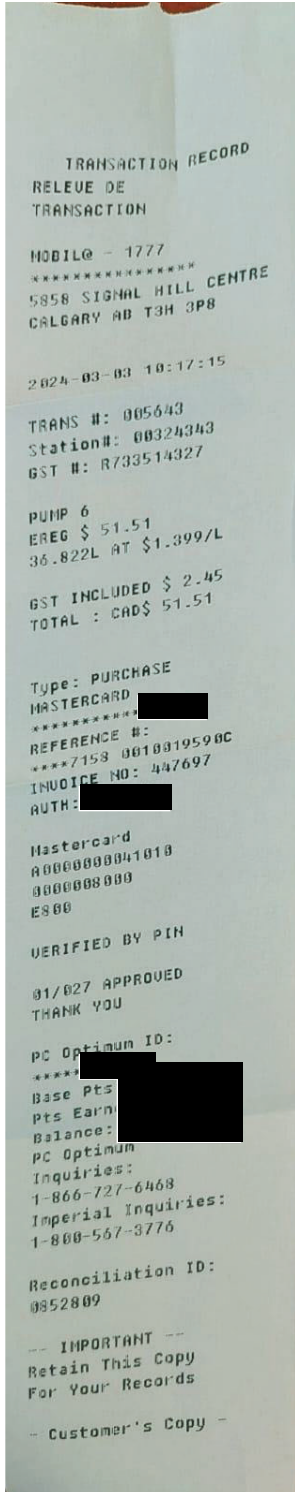 TRANSACTION RECORD
RELEVE DE
TRANSACTION
MOBIL@ - 1777
****************
5858 SIGNAL HILL CENTRE
CALGARY AB T3H 3P8
2024-03-03 10:17:15
TRANS #: 005643
Station#: 00324343
GST #: R733514327
PUMP 6
EREG $ 51.51
36.822L AT $1.399/L
GST INCLUDED $ 2.45
TOTAL : CAD$ 51.51
Type: PURCHASE
MASTERCARD
************
REFERENCE #:
****7158 0010019590C
INVOICE NO: 447697
AUTH:
Mastercard
A0000000041010
0000008000
E800
VERIFIED BY PIN
01/027 APPROVED
THANK YOU
PC Optimum ID:
*****
Base Pts
Pts Earn
Balance:
PC Optimum
Inquiries:
1-866-727-6468
Imperial Inquiries:
1-800-567-3776
Reconciliation ID:
0852809
-- IMPORTANT --
Retain This Copy
For Your Records
- Customer's Copy -